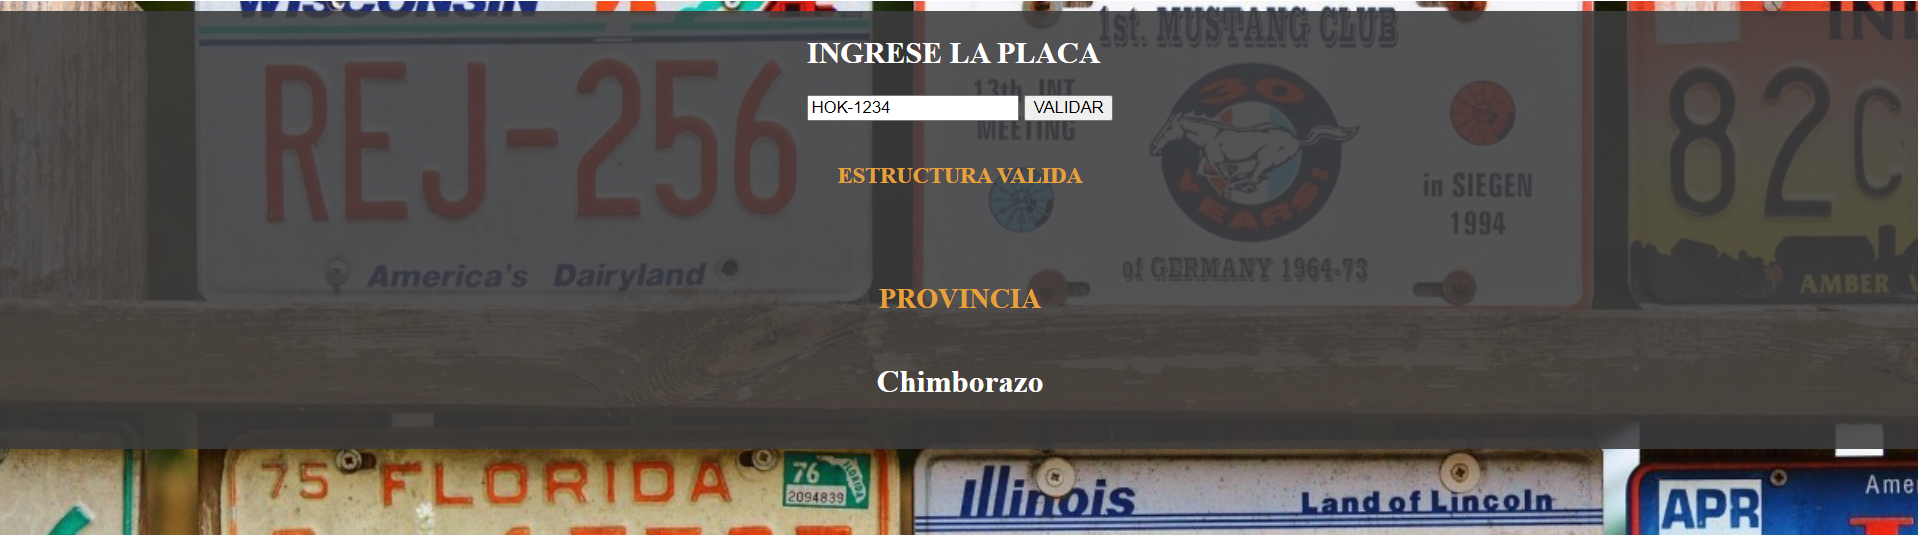 WISCONSIN
1st. MUSTANG CLUB
INGRESE LA PLACA
13th INT
MEETING
HOK-1234 VALIDAR
30
YEARS!
REJ-256
82C
ESTRUCTURA VALIDA
in SIEGEN
1994
America's Dairyland
of GERMANY 1964-73
AMBER
PROVINCIA
Chimborazo
75 FLORIDA 76
FLORIDA
2094839
Illinois Land of Lincoln
APR